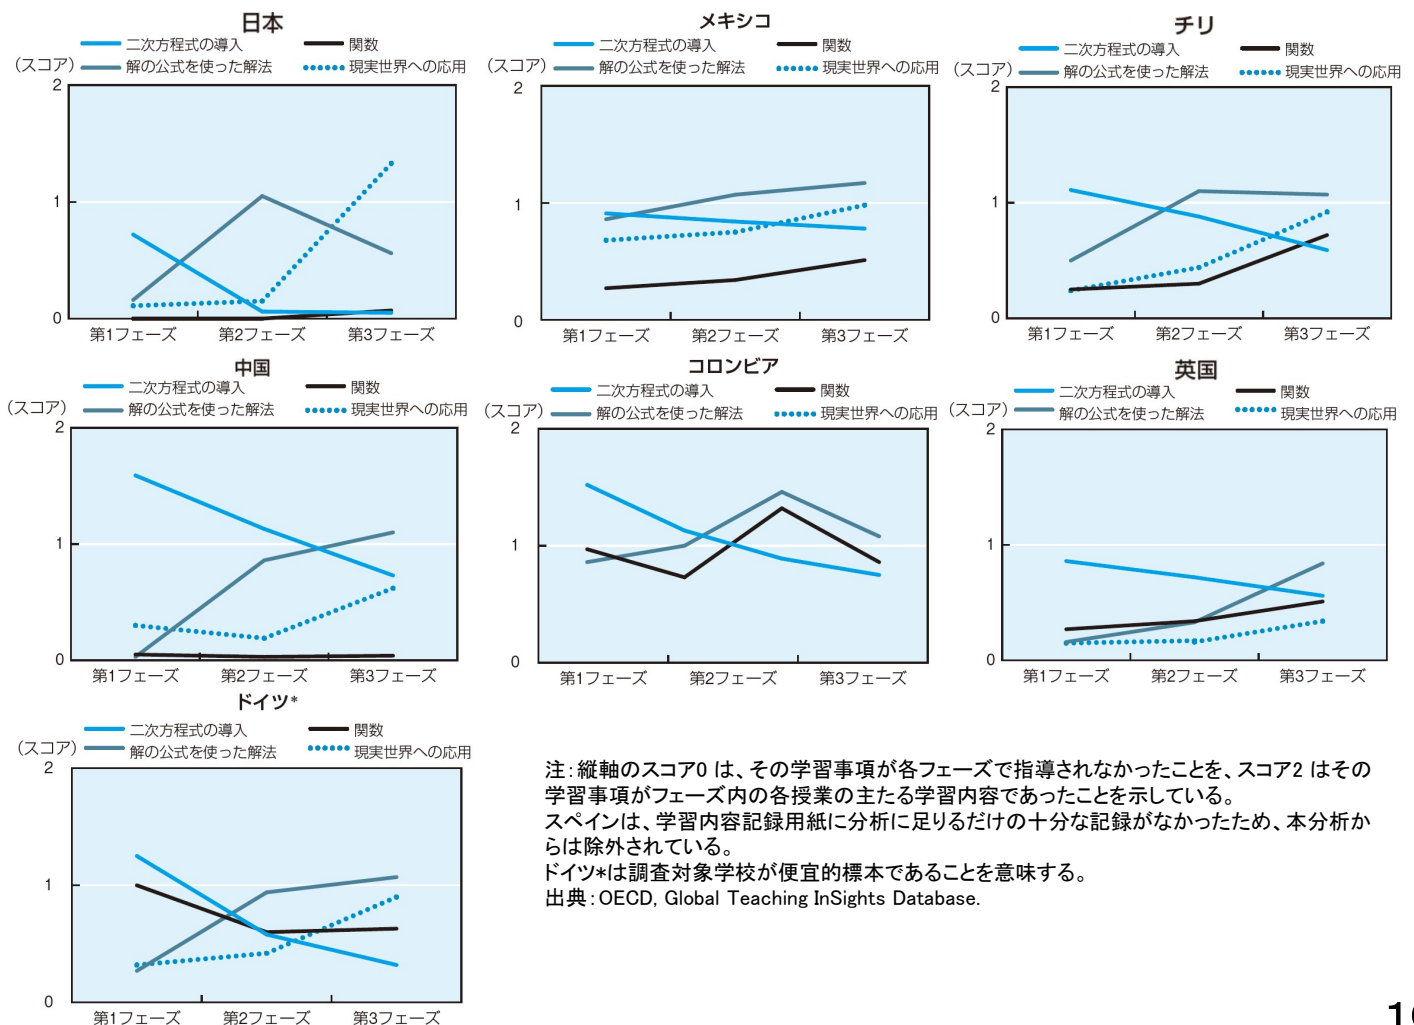 日本
二次方程式の導入 関数
(スコア) 解の公式を使った解法 現実世界への応用
2
1
0
第1フェーズ 第2フェーズ 第3フェーズ
メキシコ
二次方程式の導入 関数
(スコア) 解の公式を使った解法 現実世界への応用
2
1
0
第1フェーズ 第2フェーズ 第3フェーズ
チリ
二次方程式の導入 関数
(スコア) 解の公式を使った解法 現実世界への応用
2
1
0
第1フェーズ 第2フェーズ 第3フェーズ
中国
二次方程式の導入 関数
(スコア) 解の公式を使った解法 現実世界への応用
2
1
0
第1フェーズ 第2フェーズ 第3フェーズ
コロンビア
二次方程式の導入 関数
(スコア) 解の公式を使った解法 現実世界への応用
2
1
0
第1フェーズ 第2フェーズ 第3フェーズ
英国
二次方程式の導入 関数
(スコア) 解の公式を使った解法 現実世界への応用
2
1
0
第1フェーズ 第2フェーズ 第3フェーズ
ドイツ*
二次方程式の導入 関数
(スコア) 解の公式を使った解法 現実世界への応用
2
1
0
第1フェーズ 第2フェーズ 第3フェーズ
注:縦軸のスコア0 は、その学習事項が各フェーズで指導されなかったことを、スコア2 はその
学習事項がフェーズ内の各授業の主たる学習内容であったことを示している。
スペインは、学習内容記録用紙に分析に足りるだけの十分な記録がなかったため、本分析か
らは除外されている。
ドイツ*は調査対象学校が便宜的標本であることを意味する。
出典:OECD, Global Teaching InSights Database.